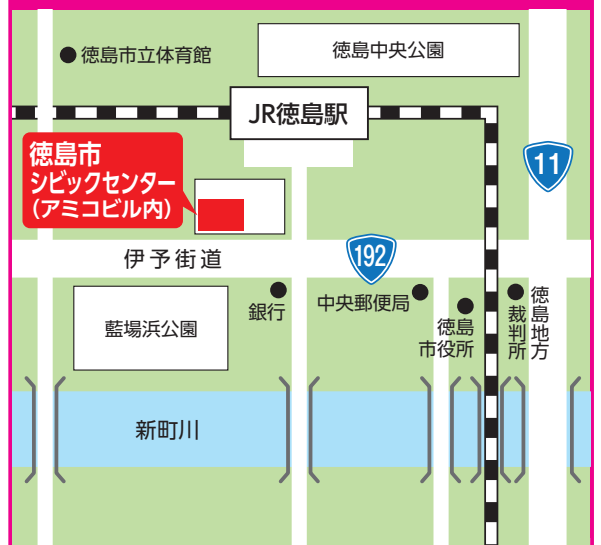 徳島市立体育館
徳島中央公園
JR徳島駅
徳島市
シビックセンター
(アミコビル内)
11
伊予街道
192
銀行
中央郵便局
徳島
市役所
徳島地方
裁判所
藍場浜公園
新町川